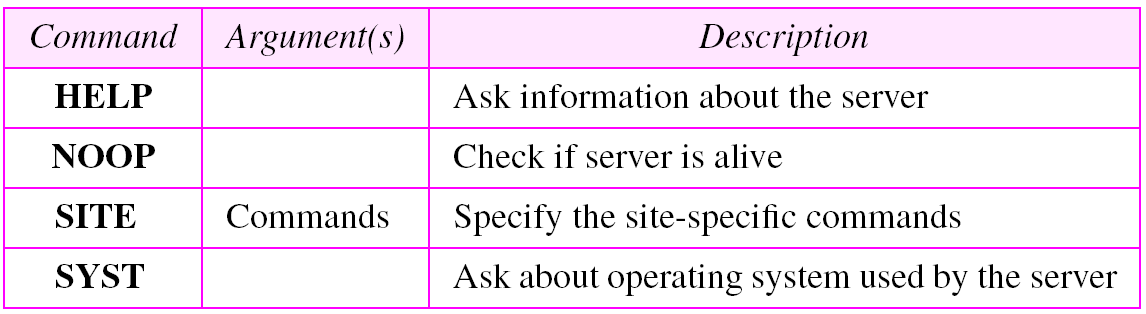 Command Argument(s) Description
HELP Ask information about the server
NOOP Check if server is alive
SITE Commands Specify the site-specific commands
SYST Ask about operating system used by the server